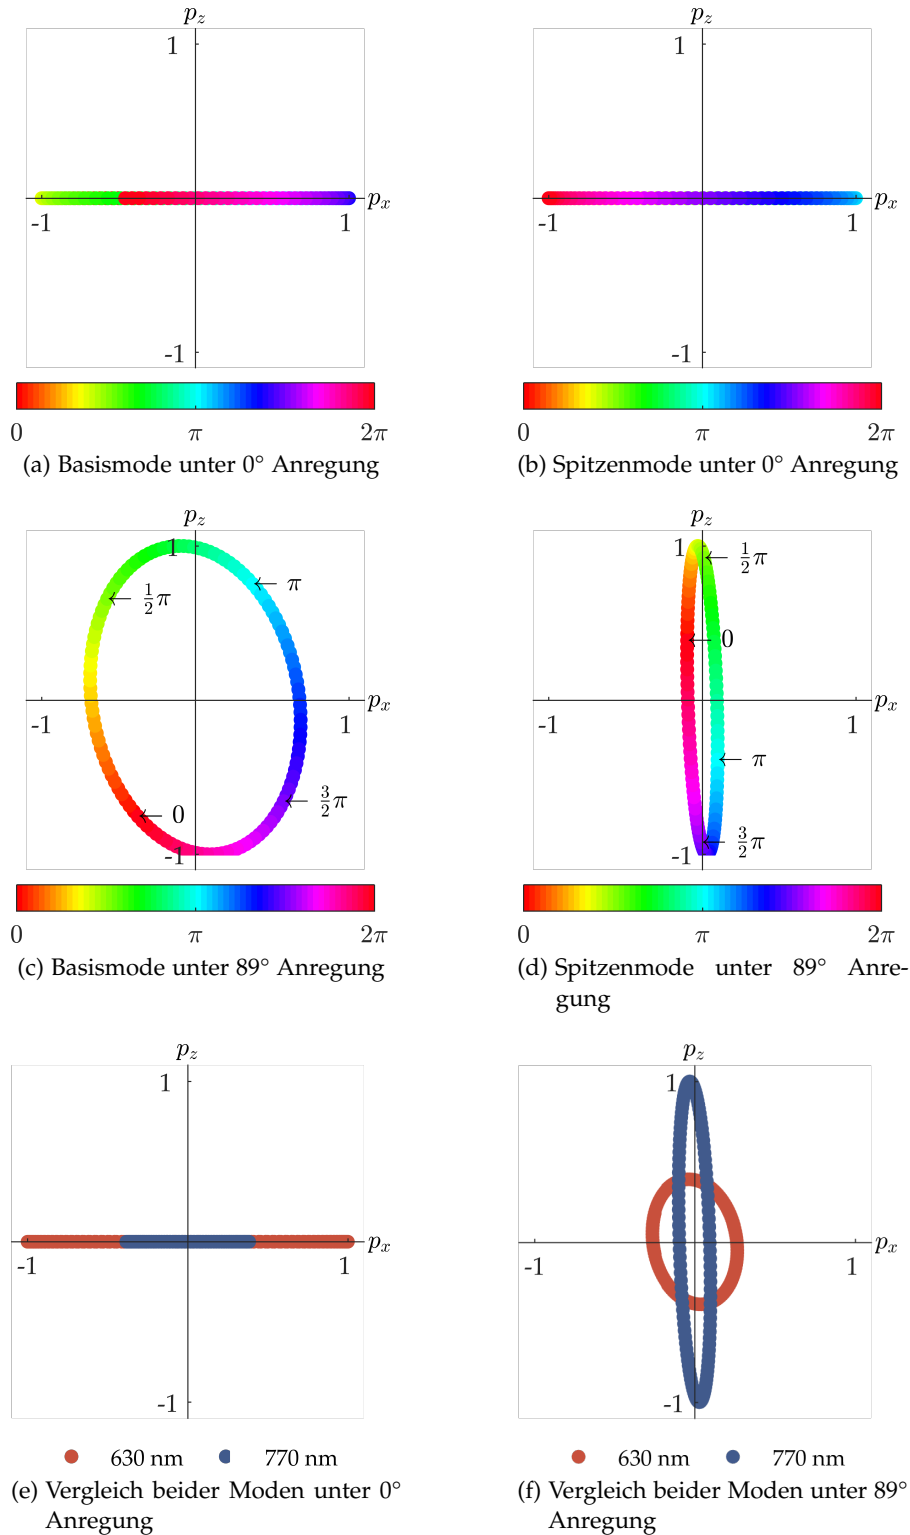 p_z p_z
1 1
p_x p_x
-1 1 -1 1
-1 -1
0 π 2π 0 π 2π
(a) Basismode unter 0° Anregung (b) Spitzenmode unter 0° Anregung
p_z p_z
1 ← π 1 ← 1/2 π
← 1/2 π ← 0
p_x p_x
-1 1 -1 1
← 3/2 π ← π
← 0 ← 3/2 π
-1 -1
0 π 2π 0 π 2π
(c) Basismode unter 89° Anregung (d) Spitzenmode unter 89° Anre-
gung
p_z p_z
1 1
p_x p_x
-1 1 -1 1
-1 -1
630 nm 770 nm 630 nm 770 nm
(e) Vergleich beider Moden unter 0° (f) Vergleich beider Moden unter 89°
Anregung Anregung